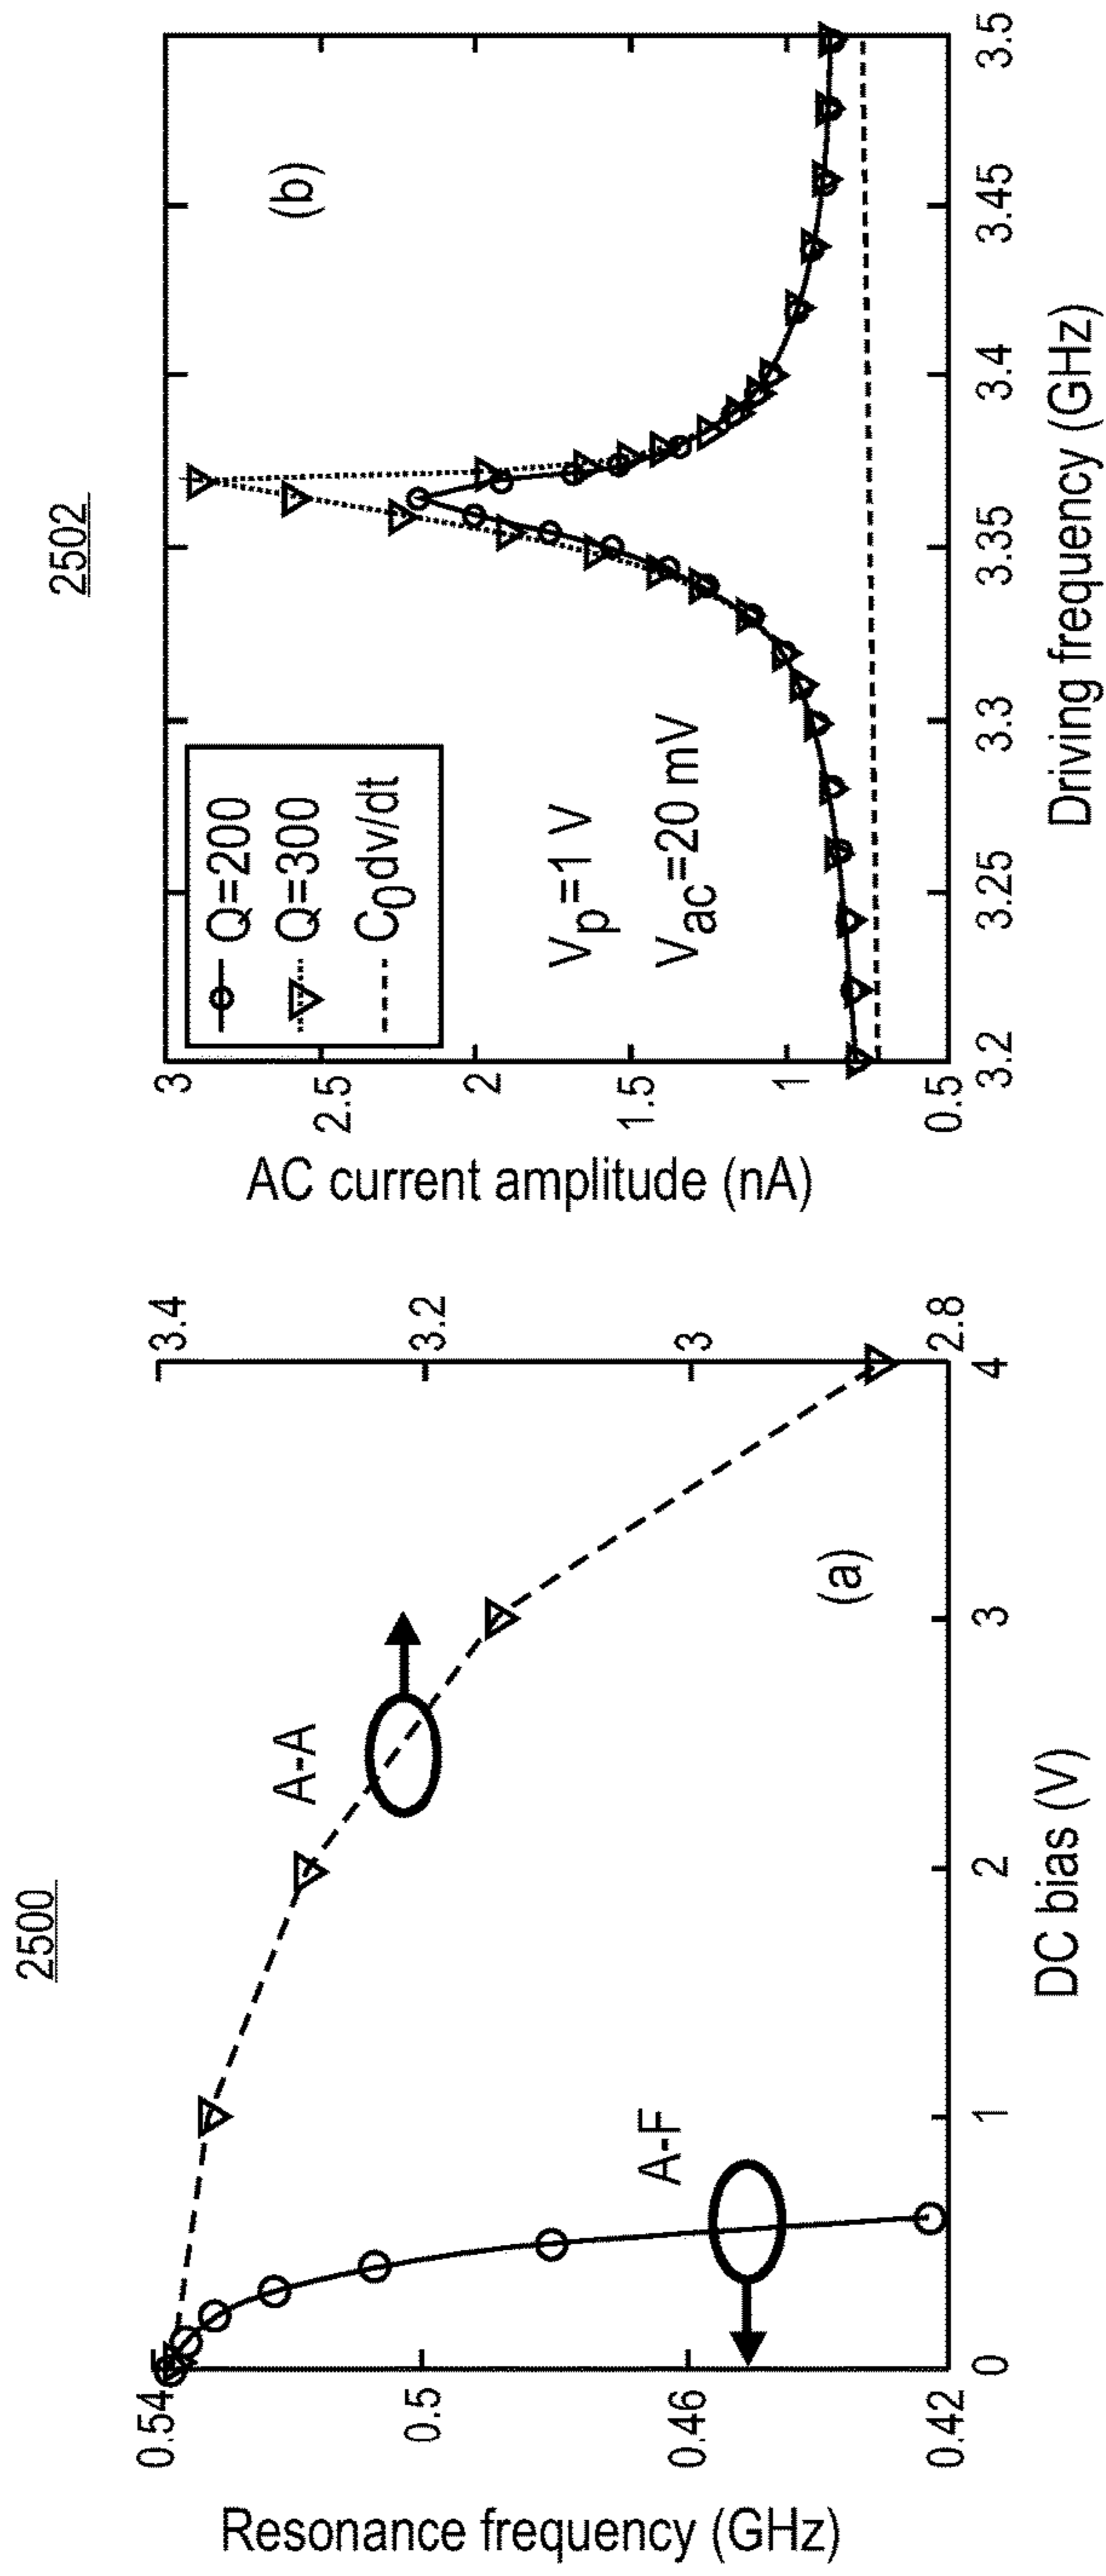 2500
Resonance frequency (GHz)
0.54
0.5
0.46
0.42
3.4
3.2
3
2.8
A-A
A-F
(a)
0
1
2
3
4
DC bias (V)
2502
AC current amplitude (nA)
3
2.5
2
1.5
1
0.5
Q=200
Q=300
C₀dv/dt
(b)
Vₚ=1 V
Vac=20 mV
3.2
3.25
3.3
3.35
3.4
3.45
3.5
Driving frequency (GHz)